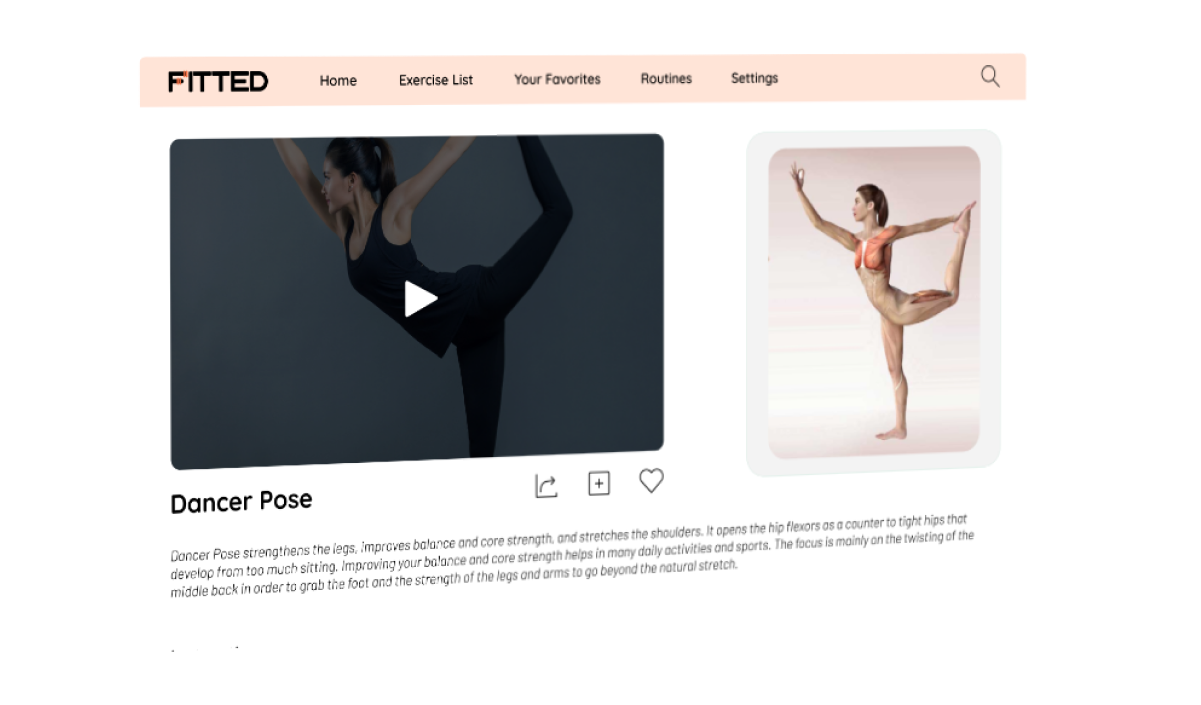 FITTED Home Exercise List Your Favorites Routines Settings
Dancer Pose
Dancer Pose strengthens the legs, improves balance and core strength, and stretches the shoulders. It opens the hip flexors as a counter to tight hips that
develop from too much sitting. Improving your balance and core strength helps in many daily activities and sports. The focus is mainly on the twisting of the
middle back in order to grab the foot and the strength of the legs and arms to go beyond the natural stretch.